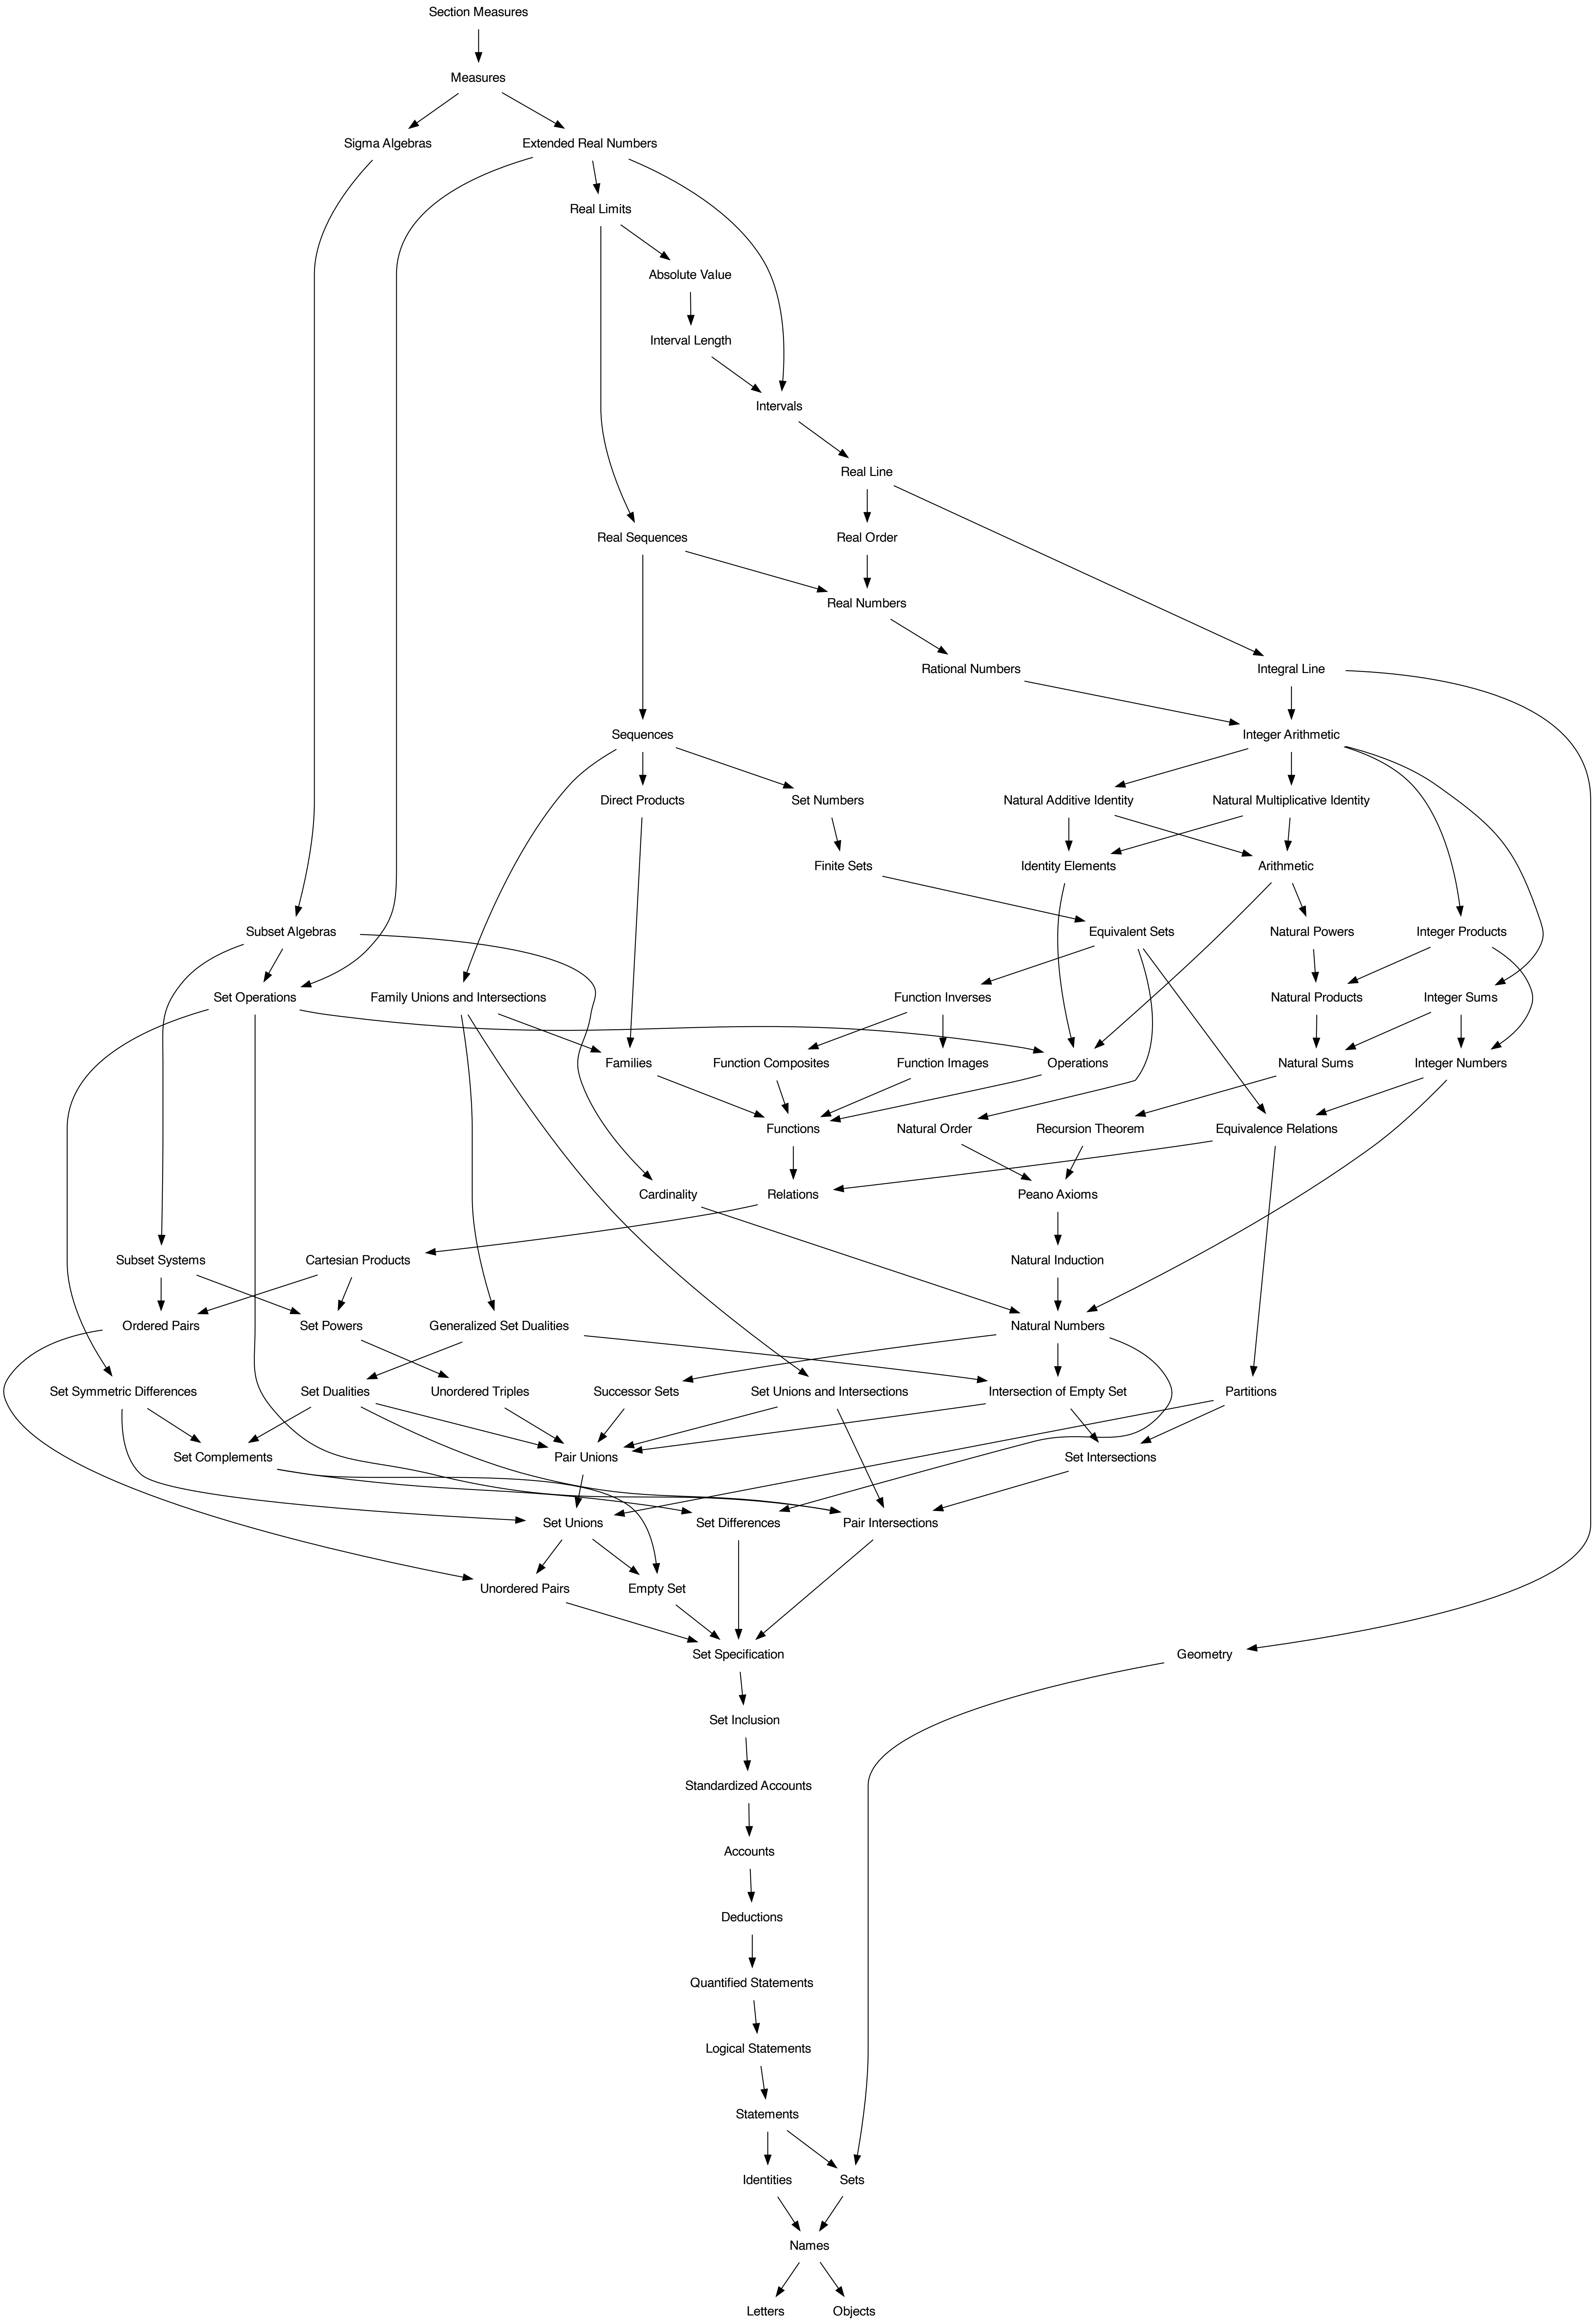 Section Measures
Measures
Sigma Algebras
Extended Real Numbers
Real Limits
Absolute Value
Interval Length
Intervals
Real Line
Real Sequences
Real Order
Real Numbers
Rational Numbers
Integral Line
Sequences
Integer Arithmetic
Direct Products
Set Numbers
Natural Additive Identity
Natural Multiplicative Identity
Finite Sets
Identity Elements
Arithmetic
Subset Algebras
Equivalent Sets
Natural Powers
Integer Products
Set Operations
Family Unions and Intersections
Function Inverses
Natural Products
Integer Sums
Families
Function Composites
Function Images
Operations
Natural Sums
Integer Numbers
Functions
Natural Order
Recursion Theorem
Equivalence Relations
Cardinality
Relations
Peano Axioms
Subset Systems
Cartesian Products
Natural Induction
Ordered Pairs
Set Powers
Generalized Set Dualities
Natural Numbers
Set Symmetric Differences
Set Dualities
Unordered Triples
Successor Sets
Set Unions and Intersections
Intersection of Empty Set
Partitions
Set Complements
Pair Unions
Set Intersections
Set Unions
Set Differences
Pair Intersections
Unordered Pairs
Empty Set
Set Specification
Geometry
Set Inclusion
Standardized Accounts
Accounts
Deductions
Quantified Statements
Logical Statements
Statements
Identities
Sets
Names
Letters
Objects